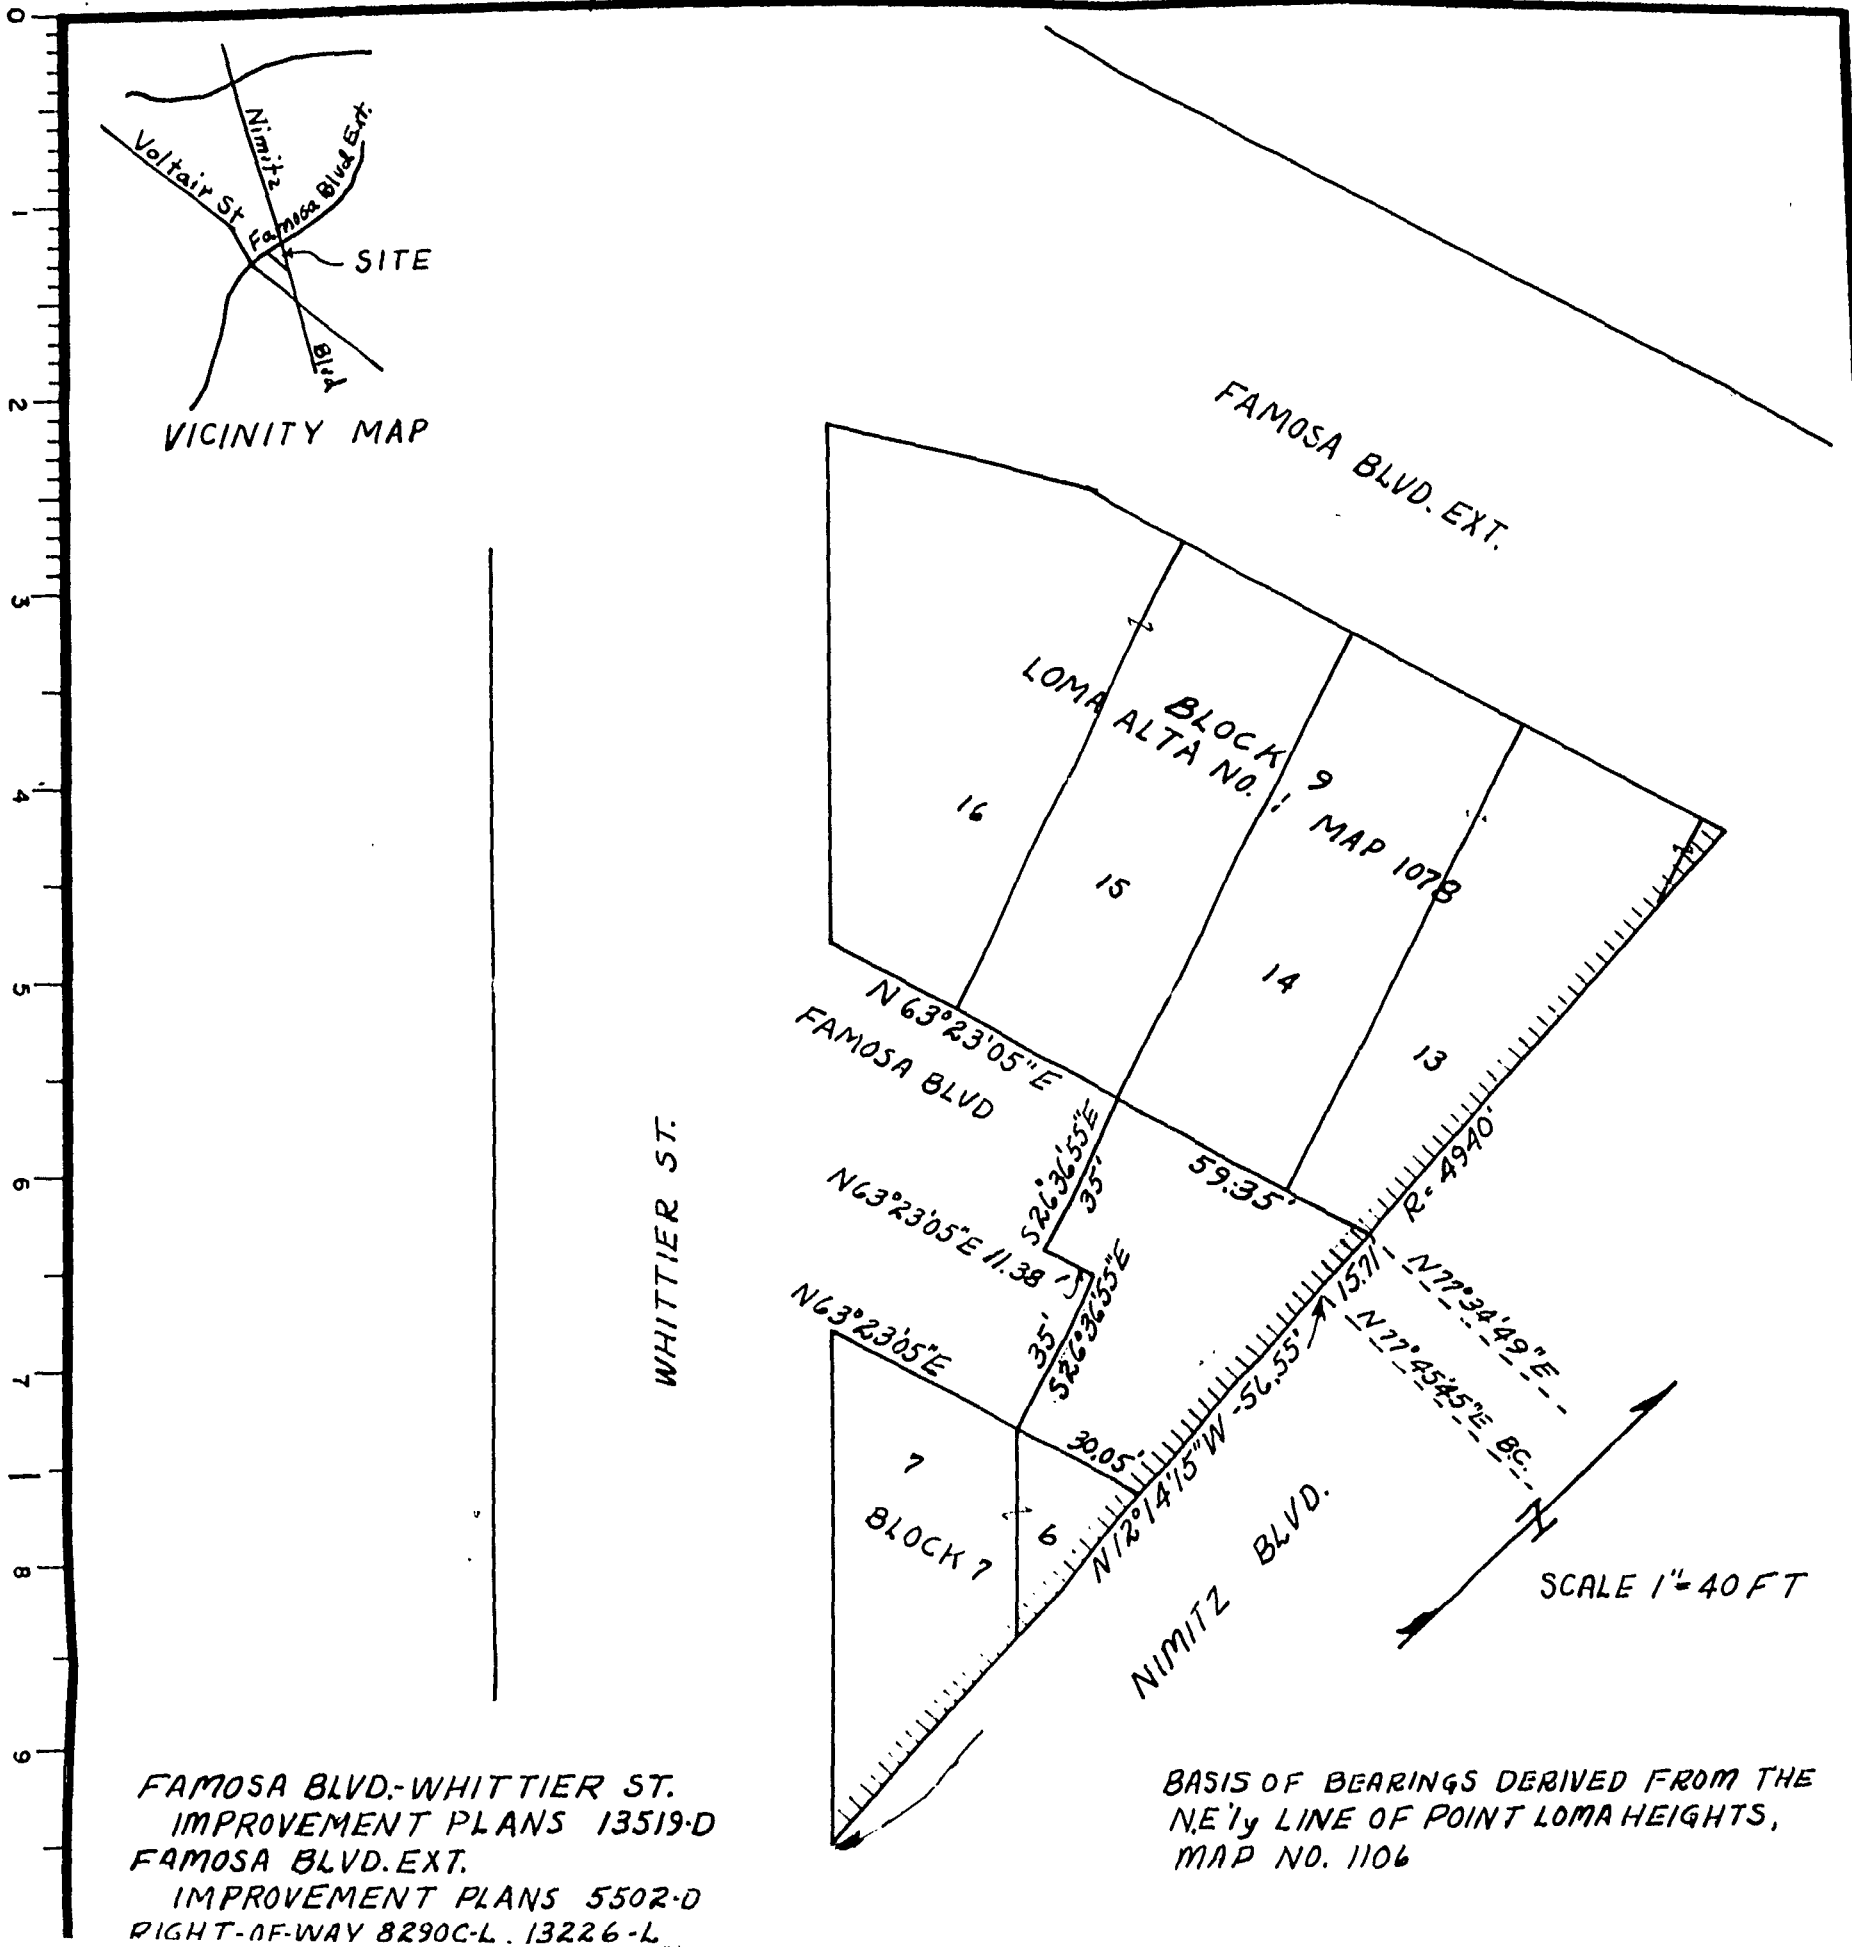 0
1
2
3
4
5
6
7
8
9
Nimitz
Blvd
Voltair St
Famosa Blvd Ext.
SITE
VICINITY MAP
FAMOSA BLVD. EXT.
BLOCK 9
LOMA ALTA NO. 1 MAP 1078
16
15
14
13
N 63°23'05"E
FAMOSA BLVD
S26°36'55"E
35'
59.35'
R=4940'
N63°23'05"E 11.38'
35'
S26°36'55"E
15.71'
N77°34'49"E
N77°45'45"E B.C.
N63°23'05"E
30.05'
N12°14'15"W -56.55'
WHITTIER ST.
7
BLOCK 7
6
NIMITZ BLVD.
N
SCALE 1"=40 FT
FAMOSA BLVD.-WHITTIER ST.
IMPROVEMENT PLANS 13519-D
FAMOSA BLVD. EXT.
IMPROVEMENT PLANS 5502-D
RIGHT-OF-WAY 8290C-L, 13226-L
BASIS OF BEARINGS DERIVED FROM THE
N.E'ly LINE OF POINT LOMA HEIGHTS,
MAP NO. 1106